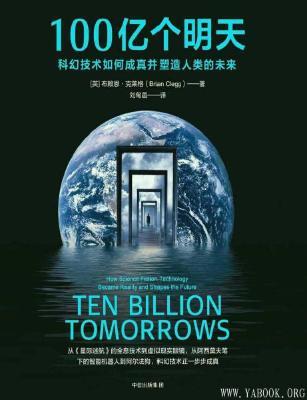 100亿个明天
科幻技术如何成真并塑造人类的未来
[英] 布莱恩·克莱格(Brian Clegg)——著
刘甸邑——译
How Science Fiction Technology
Became Reality and Shapes the Future
TEN BILLION
TOMORROWS
从《星际迷航》的全息技术到虚拟现实眼镜，从阿西莫夫笔
下的智能机器人到阿尔法狗，科幻技术正一步步成真
中信出版集团
WWW.YABOOK.ORG